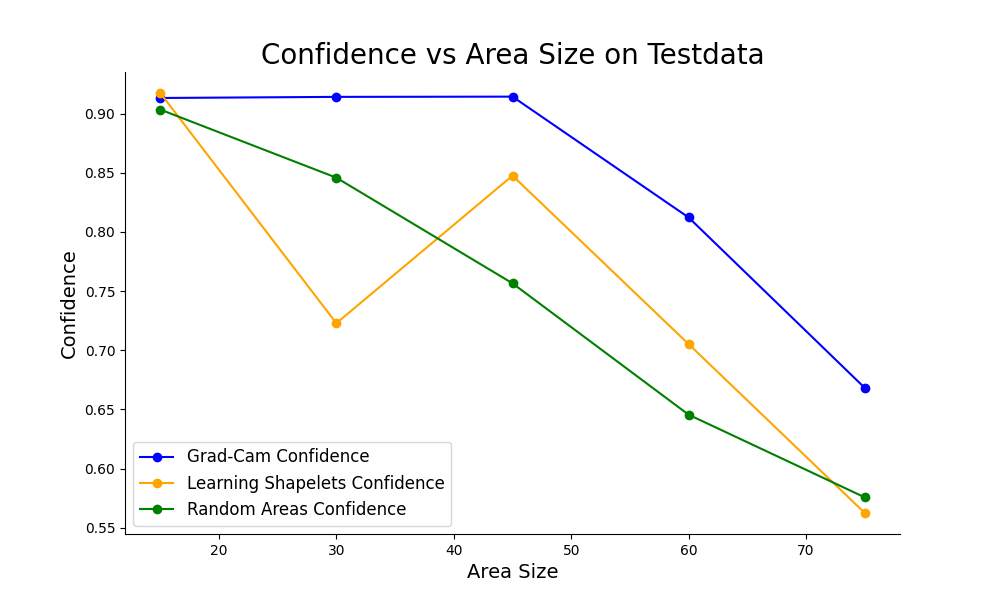 Confidence vs Area Size on Testdata
Confidence
0.90
0.85
0.80
0.75
0.70
0.65
0.60
0.55
Grad-Cam Confidence
Learning Shapelets Confidence
Random Areas Confidence
20 30 40 50 60 70
Area Size